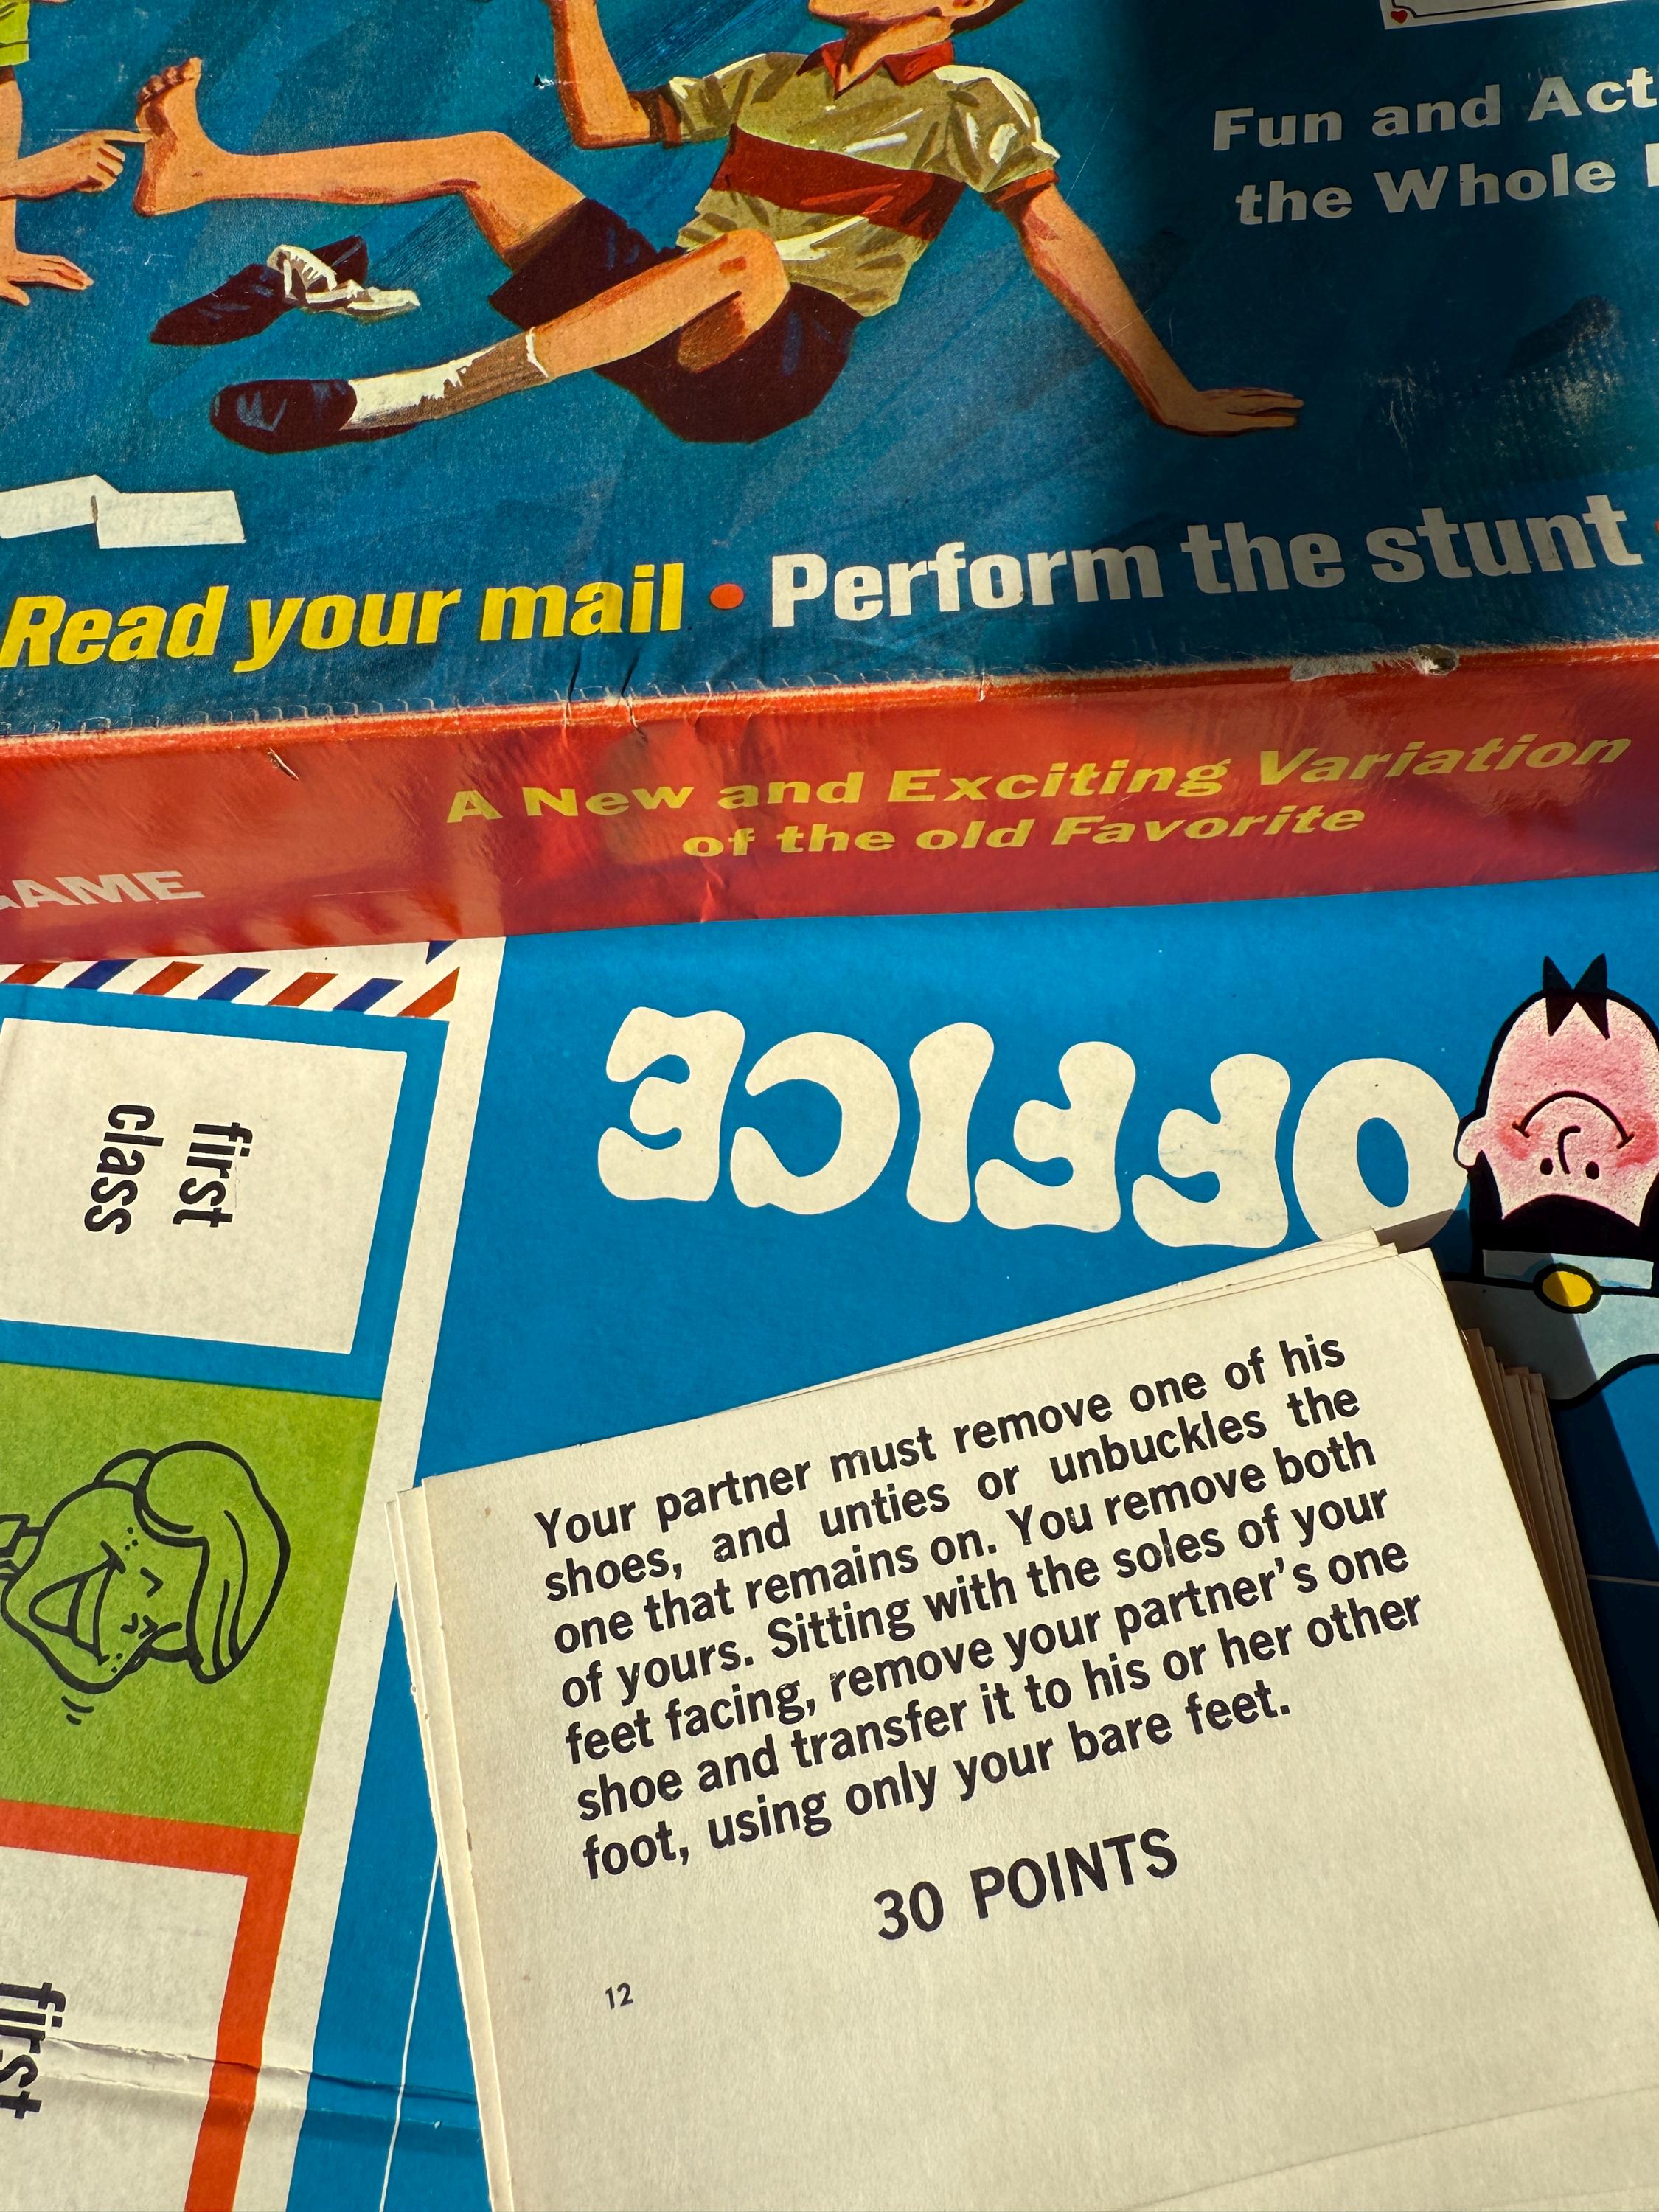 Fun and Act
the Whole
Read your mail • Perform the stunt
A New and Exciting Variation
of the old Favorite
GAME
OFFICE
first
class
Your partner must remove one of his
shoes, and unties or unbuckles the
one that remains on. You remove both
of yours. Sitting with the soles of your
feet facing, remove your partner's one
shoe and transfer it to his or her other
foot, using only your bare feet.
30 POINTS
12
first